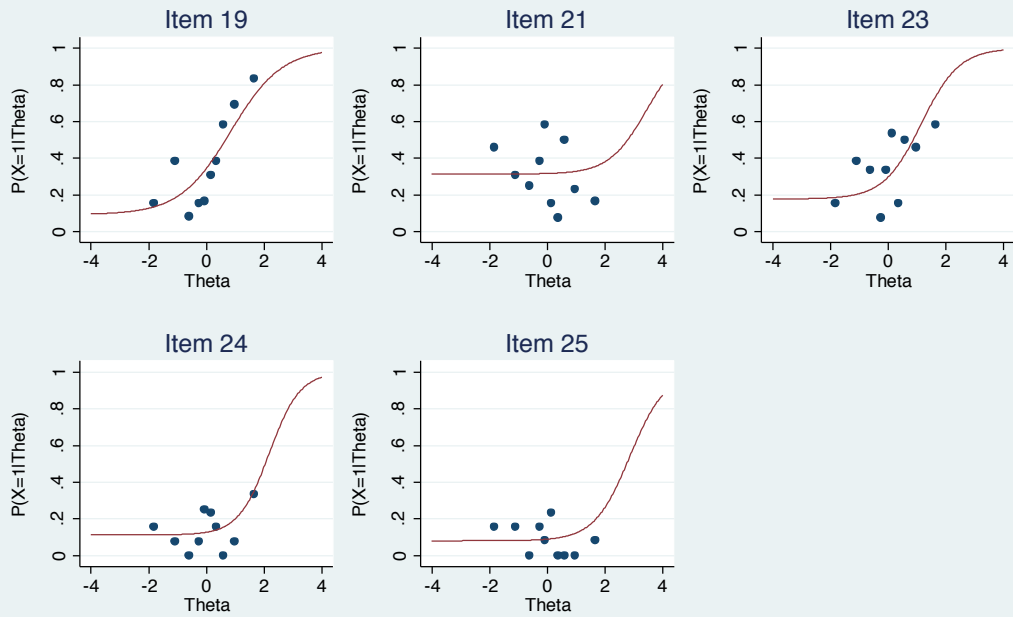 Item 19
P(X=1|Theta)
1
.8
.6
.4
.2
0
-4 -2 0 2 4
Theta
Item 21
P(X=1|Theta)
1
.8
.6
.4
.2
0
-4 -2 0 2 4
Theta
Item 23
P(X=1|Theta)
1
.8
.6
.4
.2
0
-4 -2 0 2 4
Theta
Item 24
P(X=1|Theta)
1
.8
.6
.4
.2
0
-4 -2 0 2 4
Theta
Item 25
P(X=1|Theta)
1
.8
.6
.4
.2
0
-4 -2 0 2 4
Theta